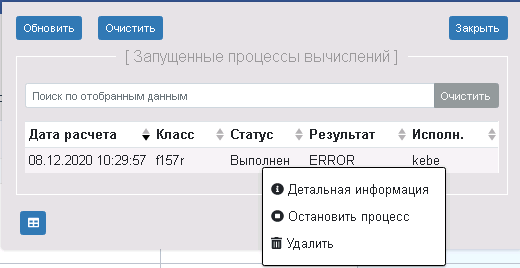 Обновить Очистить Закрыть
[ Запущенные процессы вычислений ]
Поиск по отобранным данным Очистить
Дата расчета Класс Статус Результат Исполн.
08.12.2020 10:29:57 f157r Выполнен ERROR kebe
Детальная информация
Остановить процесс
Удалить